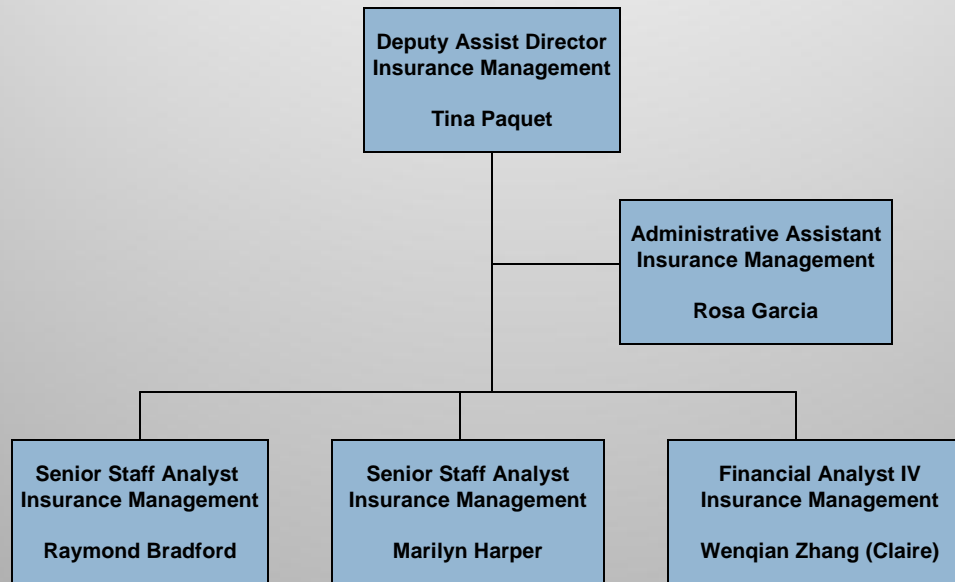 Deputy Assist Director
Insurance Management
Tina Paquet
Administrative Assistant
Insurance Management
Rosa Garcia
Senior Staff Analyst
Insurance Management
Raymond Bradford
Senior Staff Analyst
Insurance Management
Marilyn Harper
Financial Analyst IV
Insurance Management
Wenqian Zhang (Claire)